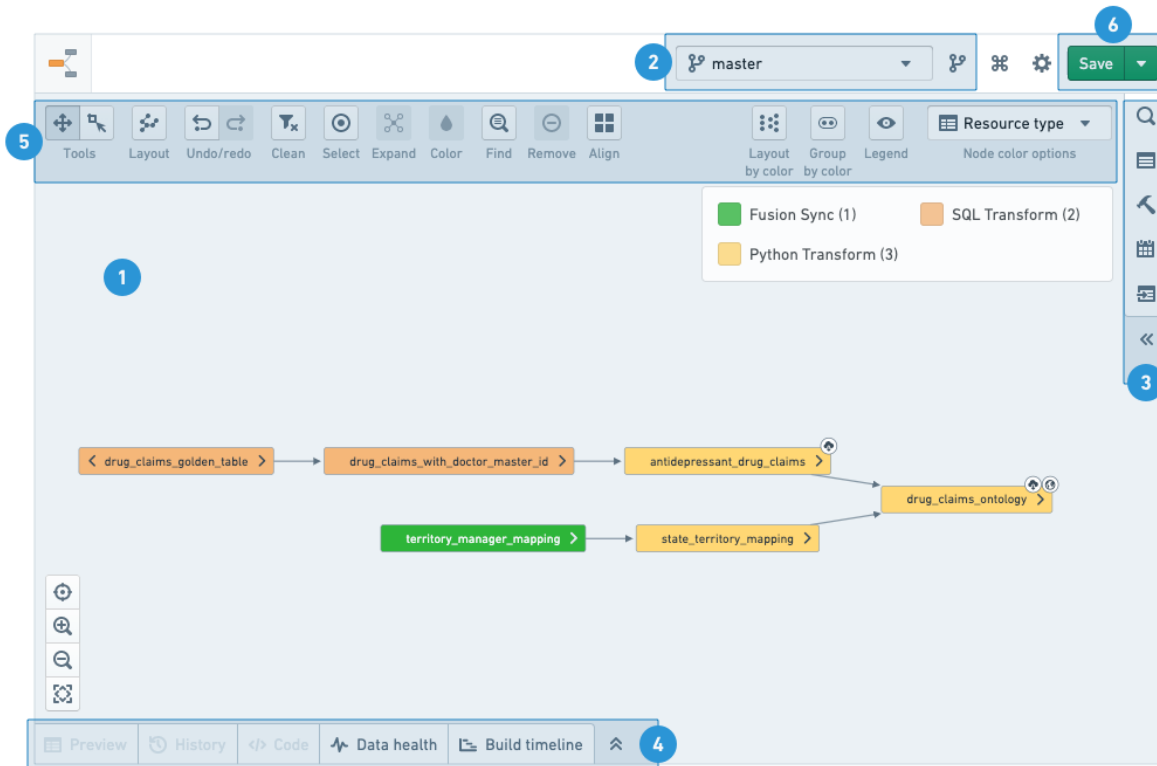 6
2
master
Save
5
Tools
Layout
Undo/redo
Clean
Select
Expand
Color
Find
Remove
Align
Layout
by color
Group
by color
Legend
Resource type
Node color options
Fusion Sync (1)
SQL Transform (2)
Python Transform (3)
1
3
drug_claims_golden_table
drug_claims_with_doctor_master_id
antidepressant_drug_claims
drug_claims_ontology
territory_manager_mapping
state_territory_mapping
Preview
History
</> Code
Data health
Build timeline
4